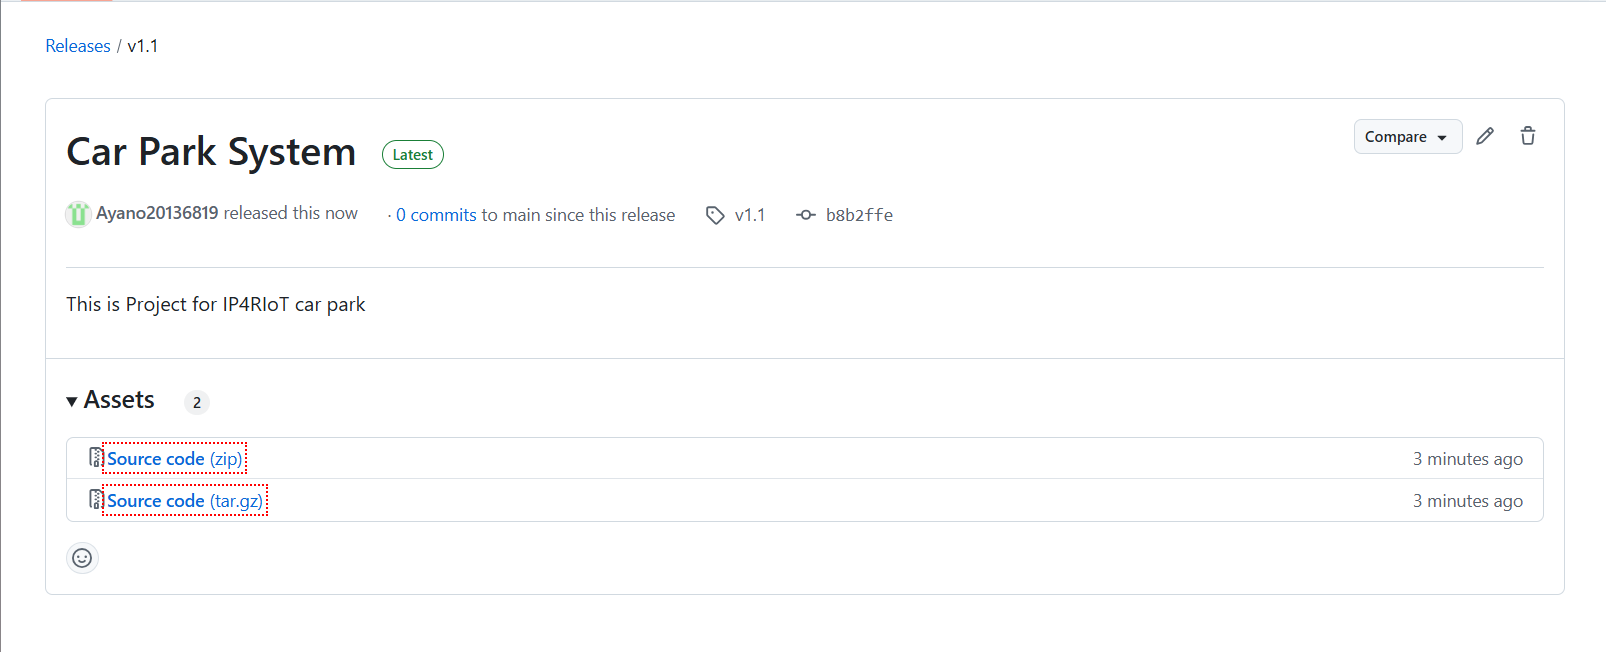 Releases / v1.1
Car Park System Latest
Compare
Ayano20136819 released this now · 0 commits to main since this release v1.1 b8b2ffe
This is Project for IP4RIoT car park
Assets 2
Source code (zip) 3 minutes ago
Source code (tar.gz) 3 minutes ago